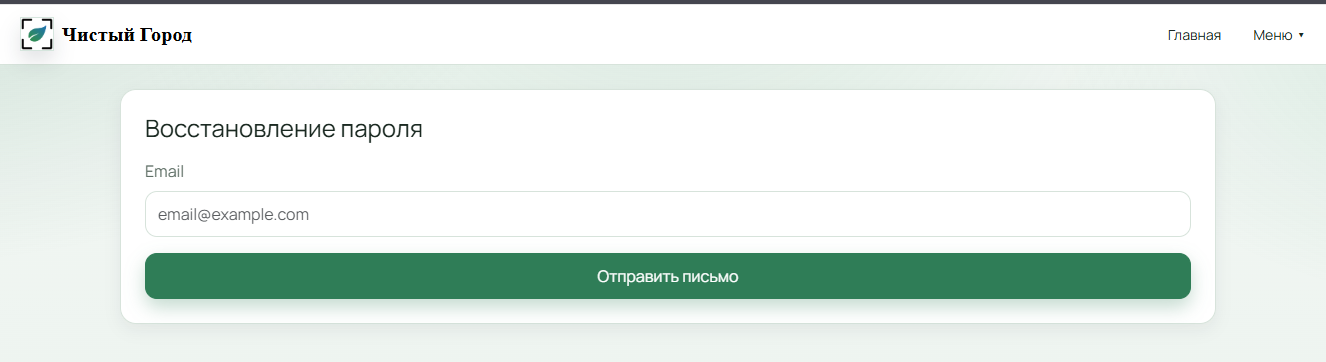 Чистый Город
Главная
Меню ▾
Восстановление пароля
Email
email@example.com
Отправить письмо